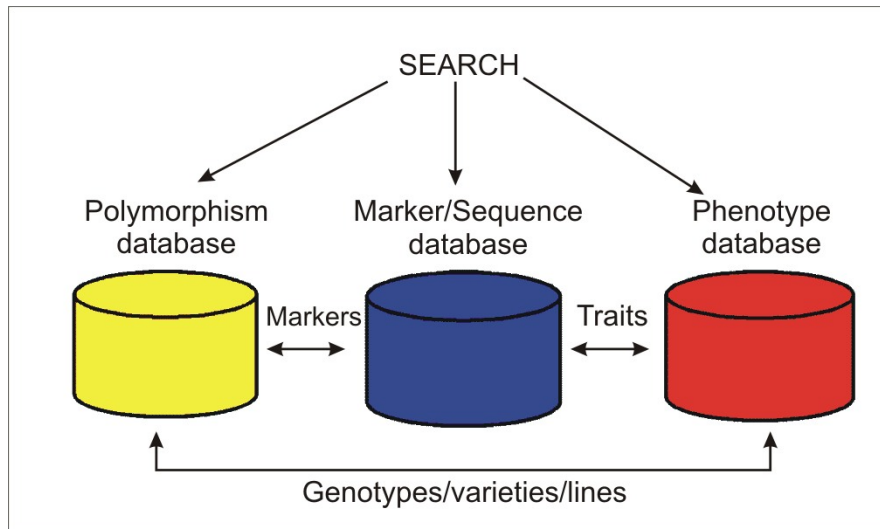 SEARCH
Polymorphism
database
Marker/Sequence
database
Phenotype
database
Markers
Traits
Genotypes/varieties/lines